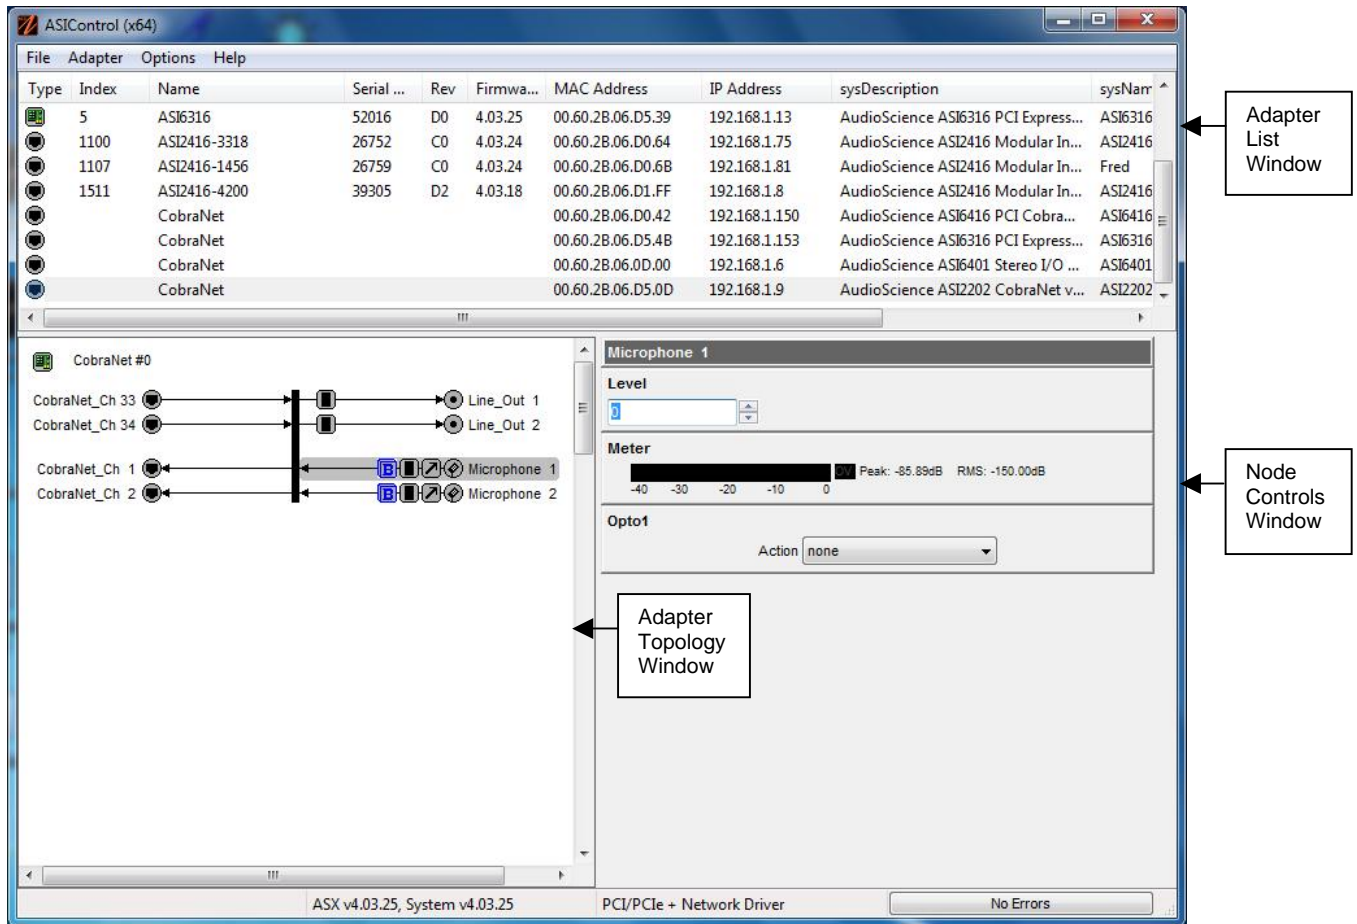 ASIControl (x64)
File Adapter Options Help
Type Index Name Serial ... Rev Firmwa... MAC Address IP Address sysDescription sysNam
5 ASI6316 52016 D0 4.03.25 00.60.2B.06.D5.39 192.168.1.13 AudioScience ASI6316 PCI Express... ASI6316
1100 ASI2416-3318 26752 C0 4.03.24 00.60.2B.06.D0.64 192.168.1.75 AudioScience ASI2416 Modular In... ASI2416
1107 ASI2416-1456 26759 C0 4.03.24 00.60.2B.06.D0.6B 192.168.1.81 AudioScience ASI2416 Modular In... Fred
1511 ASI2416-4200 39305 D2 4.03.18 00.60.2B.06.D1.FF 192.168.1.8 AudioScience ASI2416 Modular In... ASI2416
CobraNet 00.60.2B.06.D0.42 192.168.1.150 AudioScience ASI6416 PCI Cobra... ASI6416
CobraNet 00.60.2B.06.D5.4B 192.168.1.153 AudioScience ASI6316 PCI Express... ASI6316
CobraNet 00.60.2B.06.0D.00 192.168.1.6 AudioScience ASI6401 Stereo I/O ... ASI6401
CobraNet 00.60.2B.06.D5.0D 192.168.1.9 AudioScience ASI2202 CobraNet v... ASI2202
Adapter
List
Window
CobraNet #0
CobraNet_Ch 33 Line_Out 1
CobraNet_Ch 34 Line_Out 2
CobraNet_Ch 1 B Microphone 1
CobraNet_Ch 2 B Microphone 2
Microphone 1
Level
0
Meter
OV Peak: -85.89dB RMS: -150.00dB
-40 -30 -20 -10 0
Opto1
Action none
Node
Controls
Window
Adapter
Topology
Window
ASX v4.03.25, System v4.03.25 PCI/PCIe + Network Driver No Errors